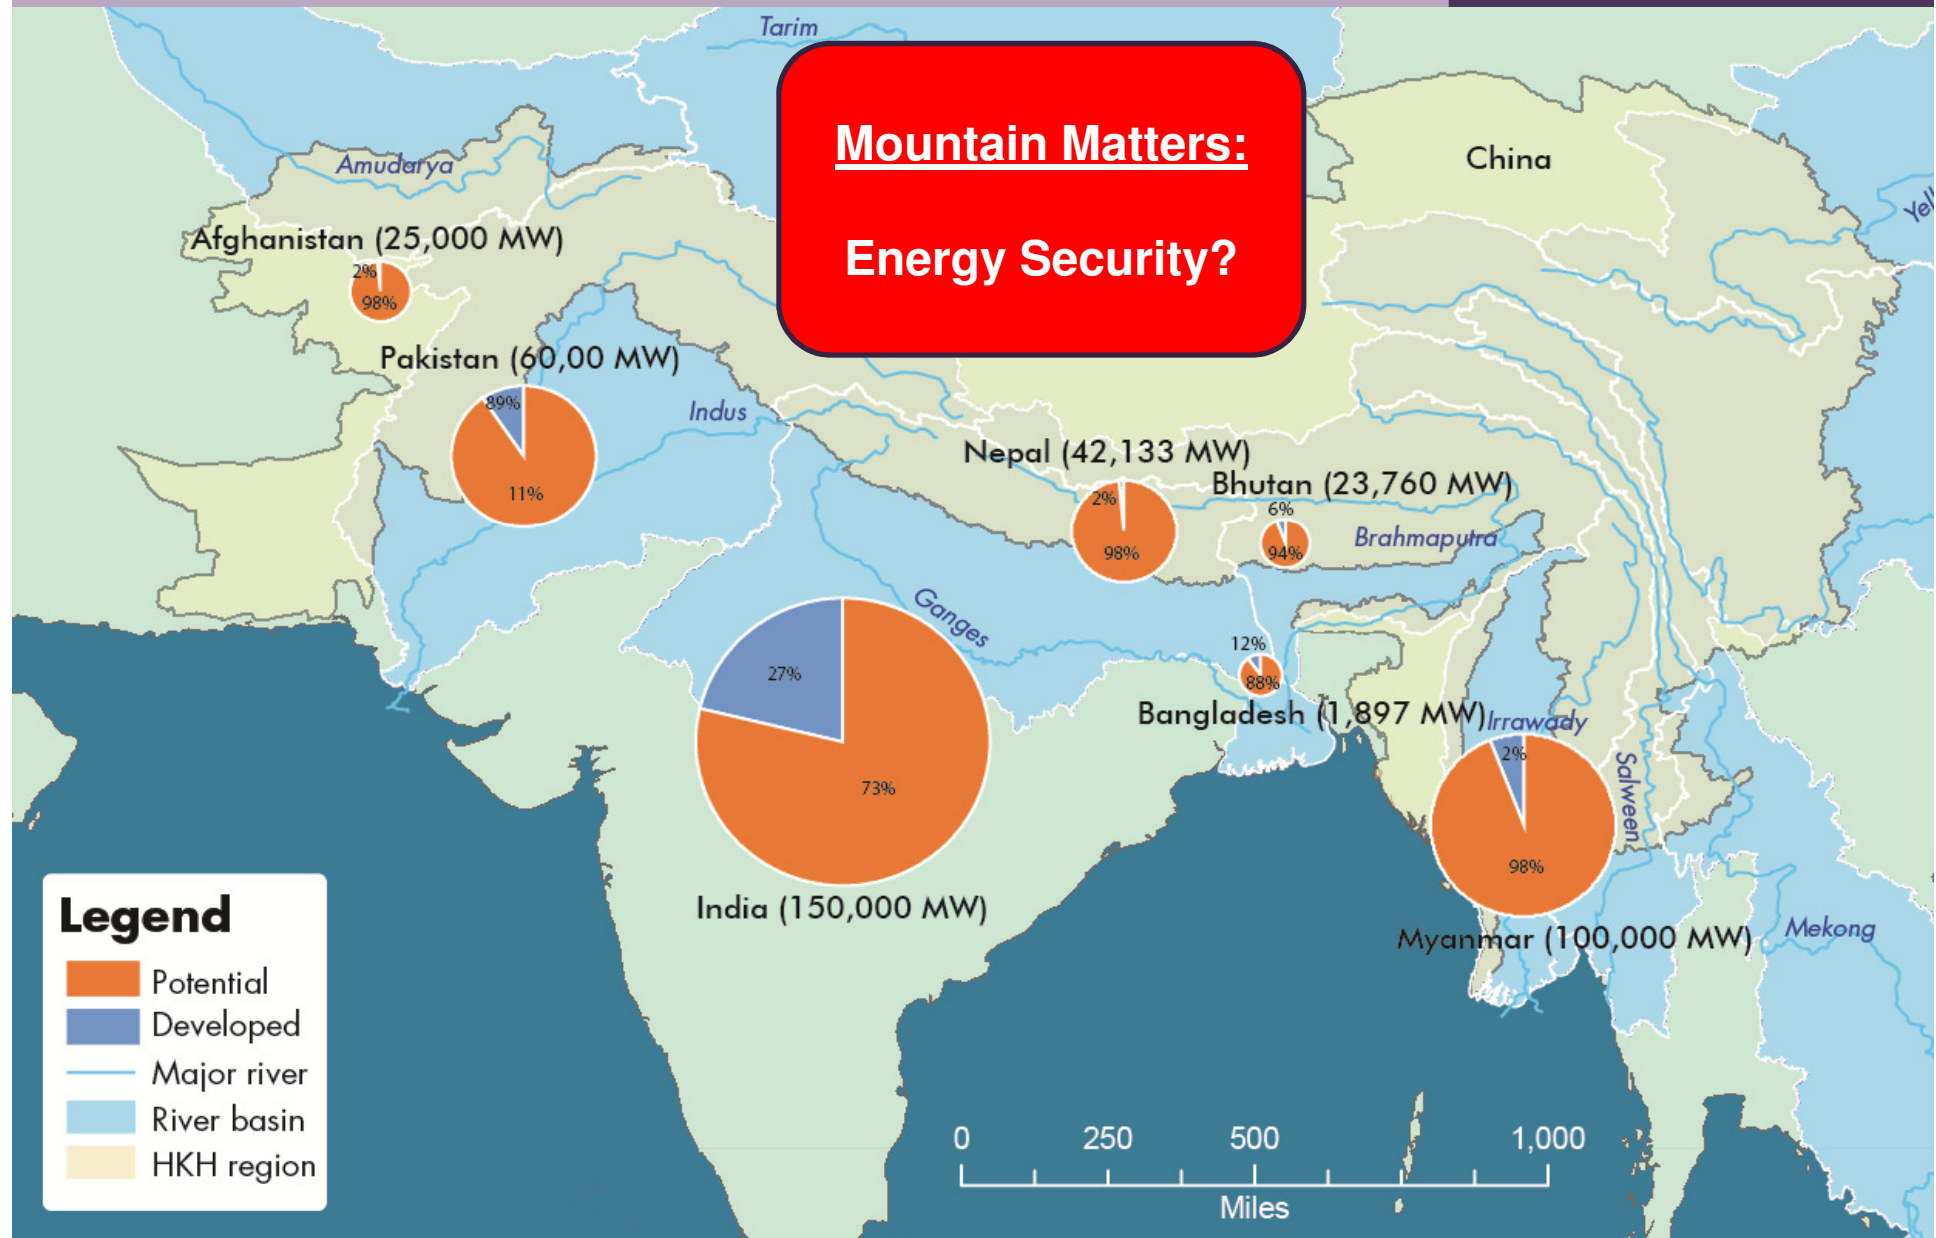 Tarim
Mountain Matters:
Energy Security?
China
Amudarya
Afghanistan (25,000 MW)
2%
98%
Pakistan (60,00 MW)
89%
11%
Indus
Nepal (42,133 MW)
2%
98%
Bhutan (23,760 MW)
6%
94%
Brahmaputra
Ganges
27%
73%
India (150,000 MW)
12%
88%
Bangladesh (1,897 MW)
Irrawady
2%
98%
Salween
Myanmar (100,000 MW)
Mekong
Legend
Potential
Developed
Major river
River basin
HKH region
0 250 500 1,000
Miles